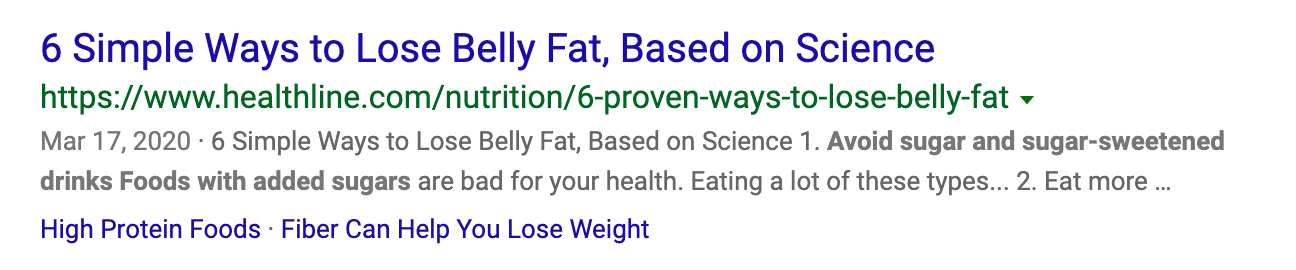 6 Simple Ways to Lose Belly Fat, Based on Science
https://www.healthline.com/nutrition/6-proven-ways-to-lose-belly-fat
Mar 17, 2020 · 6 Simple Ways to Lose Belly Fat, Based on Science 1. Avoid sugar and sugar-sweetened
drinks Foods with added sugars are bad for your health. Eating a lot of these types... 2. Eat more ...
High Protein Foods · Fiber Can Help You Lose Weight